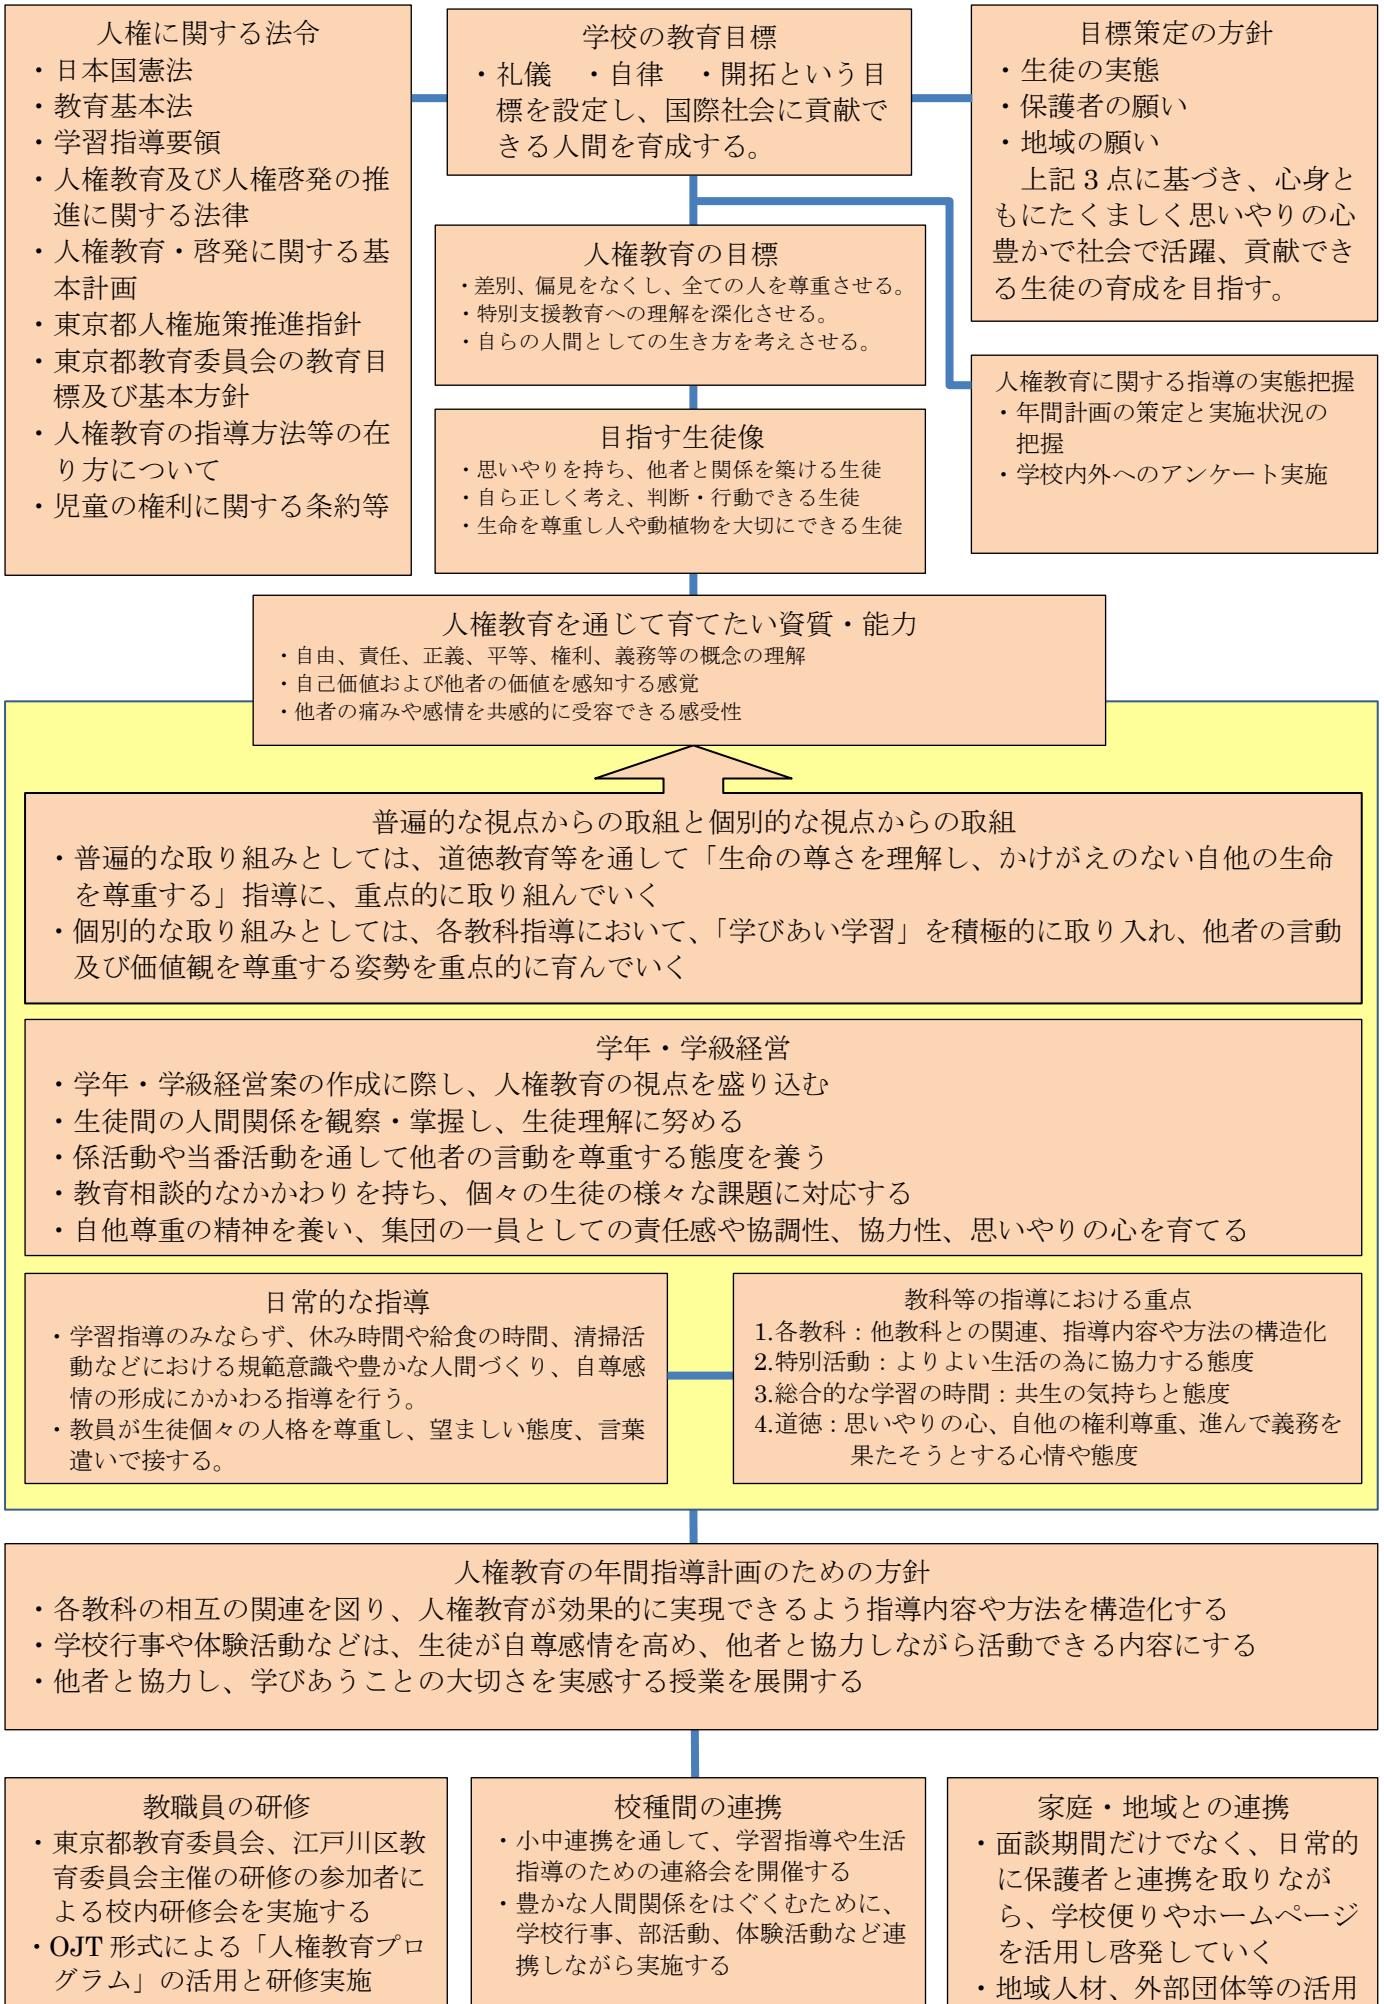 人権に関する法令
・日本国憲法
・教育基本法
・学習指導要領
・人権教育及び人権啓発の推
進に関する法律
・人権教育・啓発に関する基
本計画
・東京都人権施策推進指針
・東京都教育委員会の教育目
標及び基本方針
・人権教育の指導方法等の在
り方について
・児童の権利に関する条約等
学校の教育目標
・礼儀　・自律　・開拓という目
標を設定し、国際社会に貢献で
きる人間を育成する。
目標策定の方針
・生徒の実態
・保護者の願い
・地域の願い
上記 3 点に基づき、心身と
もにたくましく思いやりの心
豊かで社会で活躍、貢献でき
る生徒の育成を目指す。
人権教育の目標
・差別、偏見をなくし、全ての人を尊重させる。
・特別支援教育への理解を深化させる。
・自らの人間としての生き方を考えさせる。
人権教育に関する指導の実態把握
・年間計画の策定と実施状況の
把握
・学校内外へのアンケート実施
目指す生徒像
・思いやりを持ち、他者と関係を築ける生徒
・自ら正しく考え、判断・行動できる生徒
・生命を尊重し人や動植物を大切にできる生徒
人権教育を通じて育てたい資質・能力
・自由、責任、正義、平等、権利、義務等の概念の理解
・自己価値および他者の価値を感知する感覚
・他者の痛みや感情を共感的に受容できる感受性
普遍的な視点からの取組と個別的な視点からの取組
・普遍的な取り組みとしては、道徳教育等を通して「生命の尊さを理解し、かけがえのない自他の生命
を尊重する」指導に、重点的に取り組んでいく
・個別的な取り組みとしては、各教科指導において、「学びあい学習」を積極的に取り入れ、他者の言動
及び価値観を尊重する姿勢を重点的に育んでいく
学年・学級経営
・学年・学級経営案の作成に際し、人権教育の視点を盛り込む
・生徒間の人間関係を観察・掌握し、生徒理解に努める
・係活動や当番活動を通して他者の言動を尊重する態度を養う
・教育相談的なかかわりを持ち、個々の生徒の様々な課題に対応する
・自他尊重の精神を養い、集団の一員としての責任感や協調性、協力性、思いやりの心を育てる
日常的な指導
・学習指導のみならず、休み時間や給食の時間、清掃活
動などにおける規範意識や豊かな人間づくり、自尊感
情の形成にかかわる指導を行う。
・教員が生徒個々の人格を尊重し、望ましい態度、言葉
遣いで接する。
教科等の指導における重点
1.各教科：他教科との関連、指導内容や方法の構造化
2.特別活動：よりよい生活の為に協力する態度
3.総合的な学習の時間：共生の気持ちと態度
4.道徳：思いやりの心、自他の権利尊重、進んで義務を
果たそうとする心情や態度
人権教育の年間指導計画のための方針
・各教科の相互の関連を図り、人権教育が効果的に実現できるよう指導内容や方法を構造化する
・学校行事や体験活動などは、生徒が自尊感情を高め、他者と協力しながら活動できる内容にする
・他者と協力し、学びあうことの大切さを実感する授業を展開する
教職員の研修
・東京都教育委員会、江戸川区教
育委員会主催の研修の参加者に
よる校内研修会を実施する
・OJT 形式による「人権教育プロ
グラム」の活用と研修実施
校種間の連携
・小中連携を通して、学習指導や生活
指導のための連絡会を開催する
・豊かな人間関係をはぐくむために、
学校行事、部活動、体験活動など連
携しながら実施する
家庭・地域との連携
・面談期間だけでなく、日常的
に保護者と連携を取りなが
ら、学校便りやホームページ
を活用し啓発していく
・地域人材、外部団体等の活用